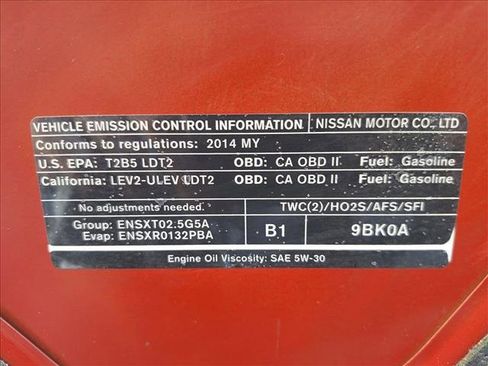 VEHICLE EMISSION CONTROL INFORMATION NISSAN MOTOR CO., LTD
Conforms to regulations: 2014 MY
U.S. EPA: T2B5 LDT2 OBD: CA OBD II Fuel: Gasoline
California: LEV2-ULEV LDT2 OBD: CA OBD II Fuel: Gasoline
No adjustments needed. TWC(2)/HO2S/AFS/SFI
Group: ENSXT02.5G5A
Evap: ENSXR0132PBA
B1 9BK0A
Engine Oil Viscosity: SAE 5W-30